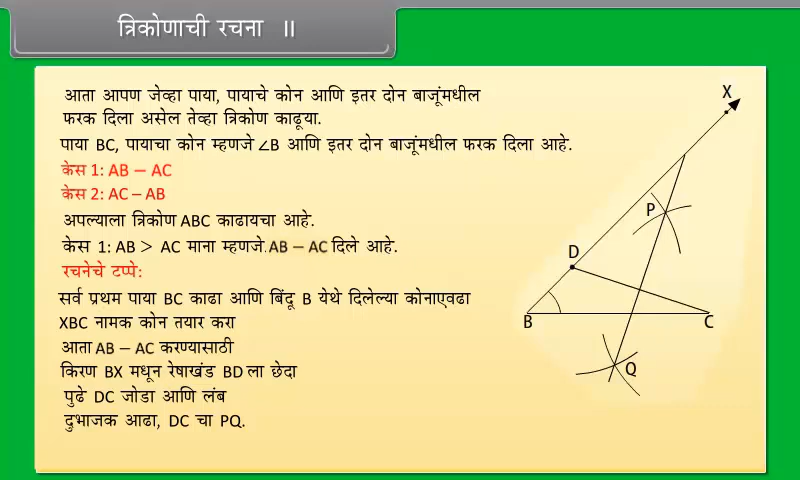 त्रिकोणाची रचना ॥
आता आपण जेव्हा पाया, पायाचे कोन आणि इतर दोन बाजूंमधील
फरक दिला असेल तेव्हा त्रिकोण काढूया.
पाया BC, पायाचा कोन म्हणजे ∠B आणि इतर दोन बाजूंमधील फरक दिला आहे.
केस 1: AB – AC
केस 2: AC – AB
अपल्याला त्रिकोण ABC काढायचा आहे.
केस 1: AB > AC माना म्हणजे. AB – AC दिले आहे.
रचनेचे टप्पे:
सर्व प्रथम पाया BC काढा आणि बिंदू B येथे दिलेल्या कोनाएवढा
XBC नामक कोन तयार करा
आता AB – AC करण्यासाठी
किरण BX मधून रेषाखंड BD ला छेदा
पुढे DC जोडा आणि लंब
दुभाजक आढा, DC चा PQ.
X
P
D
B
C
Q